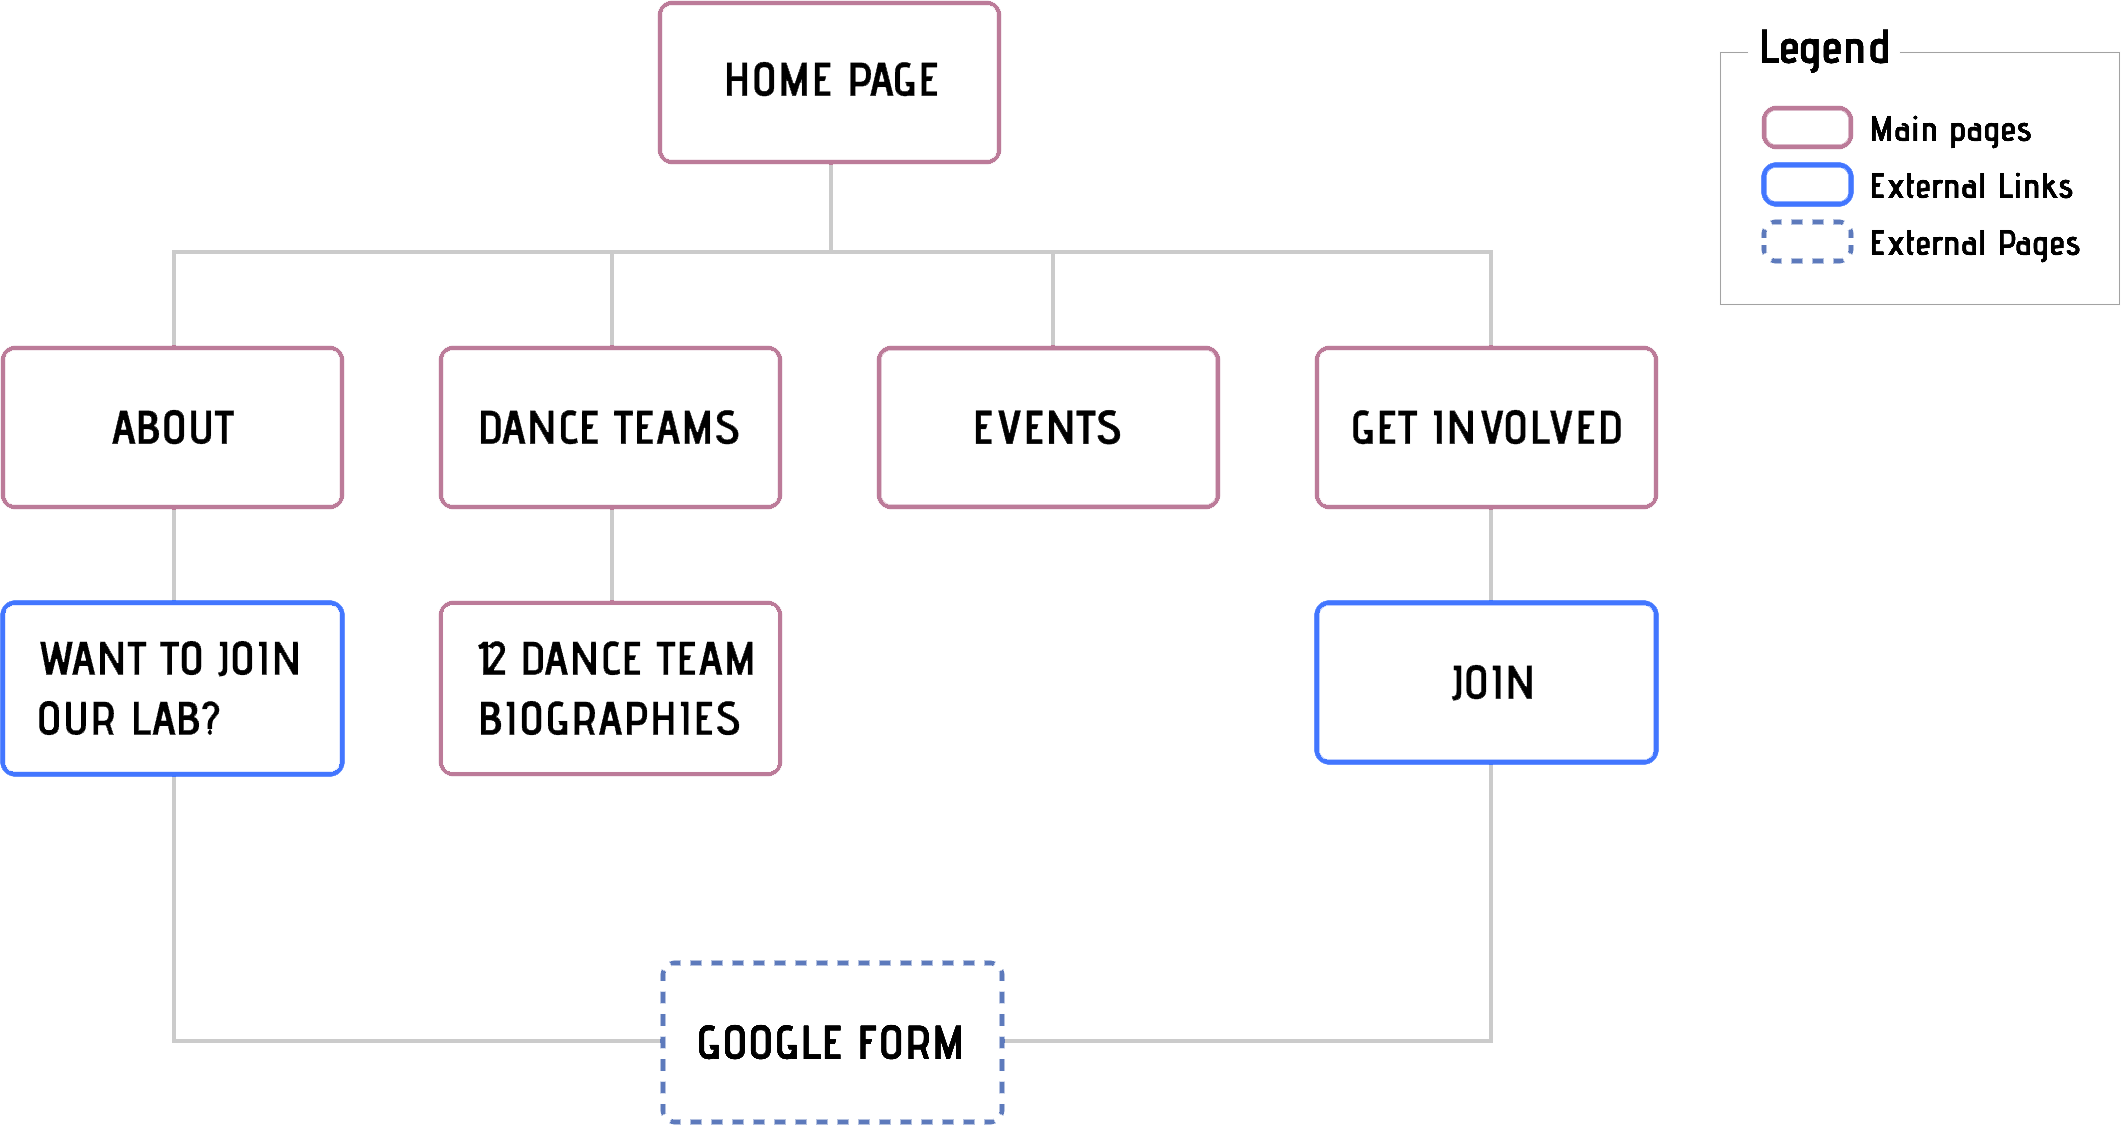 HOME PAGE
Legend
Main pages
External Links
External Pages
ABOUT
DANCE TEAMS
EVENTS
GET INVOLVED
WANT TO JOIN
OUR LAB?
12 DANCE TEAM
BIOGRAPHIES
JOIN
GOOGLE FORM